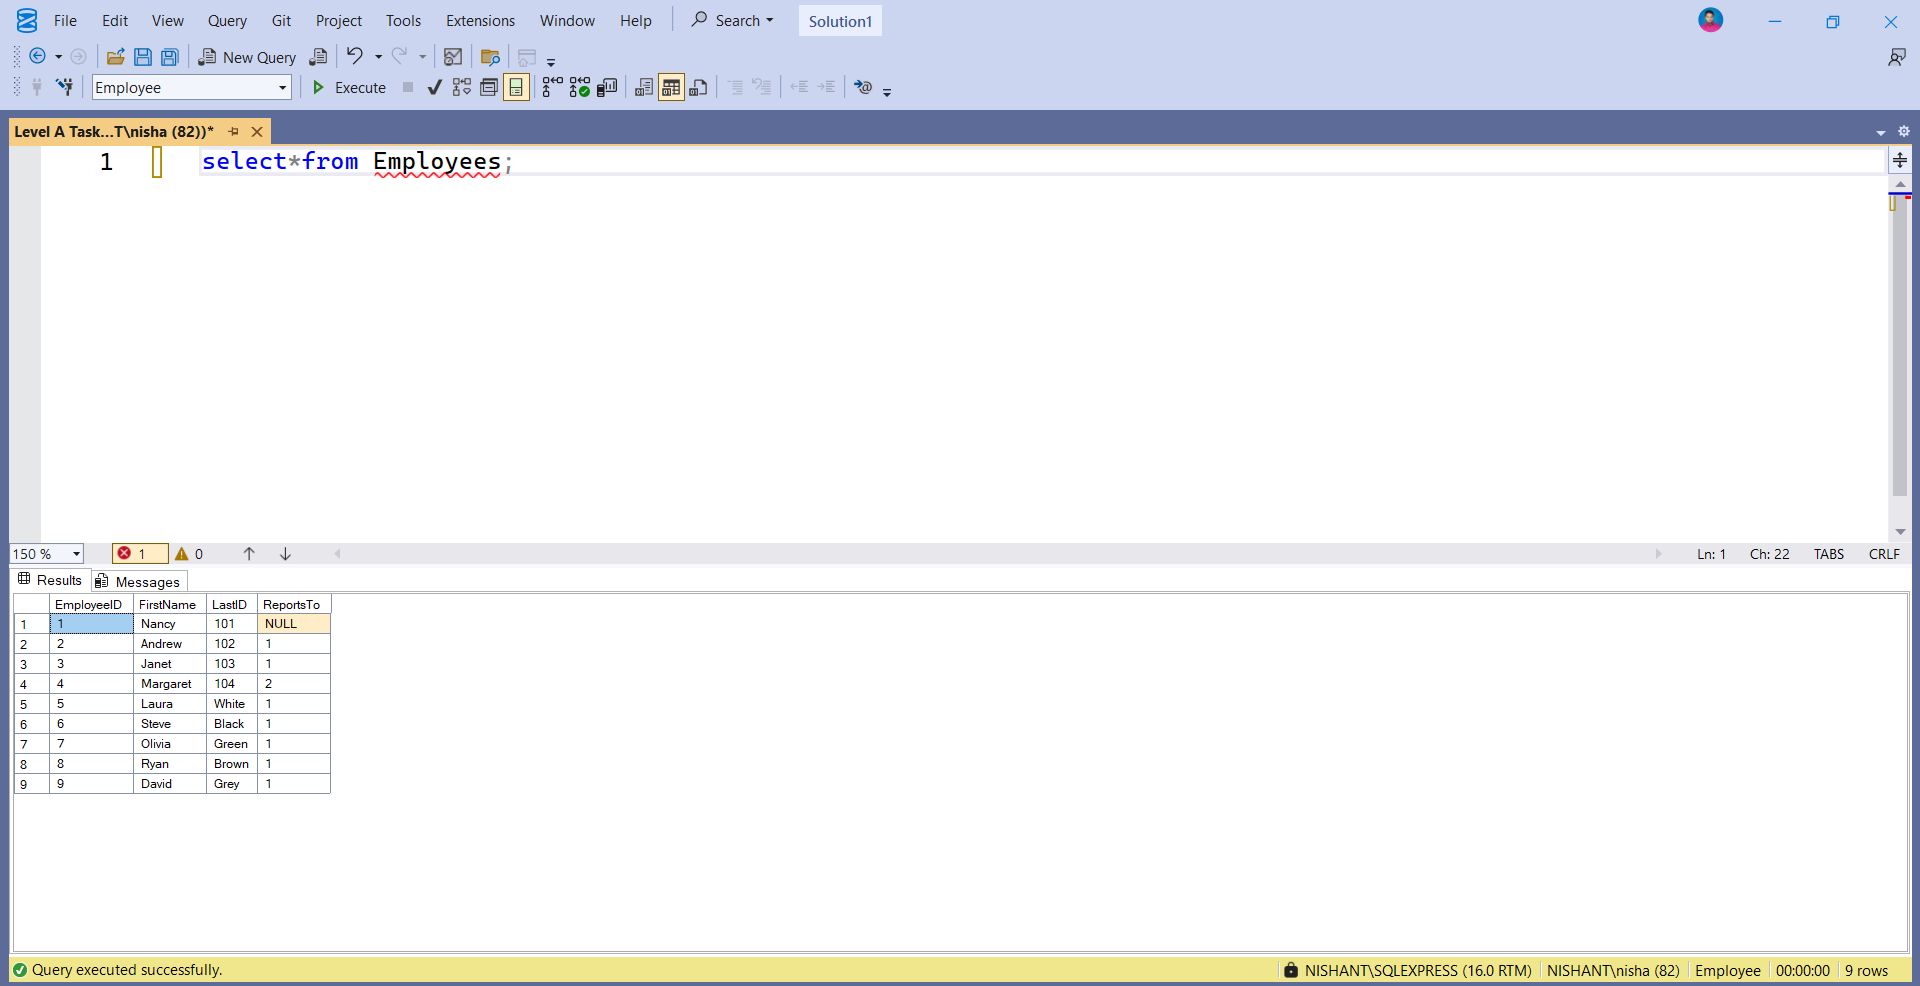 File Edit View Query Git Project Tools Extensions Window Help Search Solution1
New Query
Employee Execute
Level A Task...T\nisha (82))*
1 select*from Employees;
150 % 1 0 Ln: 1 Ch: 22 TABS CRLF
Results Messages
EmployeeID FirstName LastID ReportsTo
1 1 Nancy 101 NULL
2 2 Andrew 102 1
3 3 Janet 103 1
4 4 Margaret 104 2
5 5 Laura White 1
6 6 Steve Black 1
7 7 Olivia Green 1
8 8 Ryan Brown 1
9 9 David Grey 1
Query executed successfully. NISHANT\SQLEXPRESS (16.0 RTM) NISHANT\nisha (82) Employee 00:00:00 9 rows